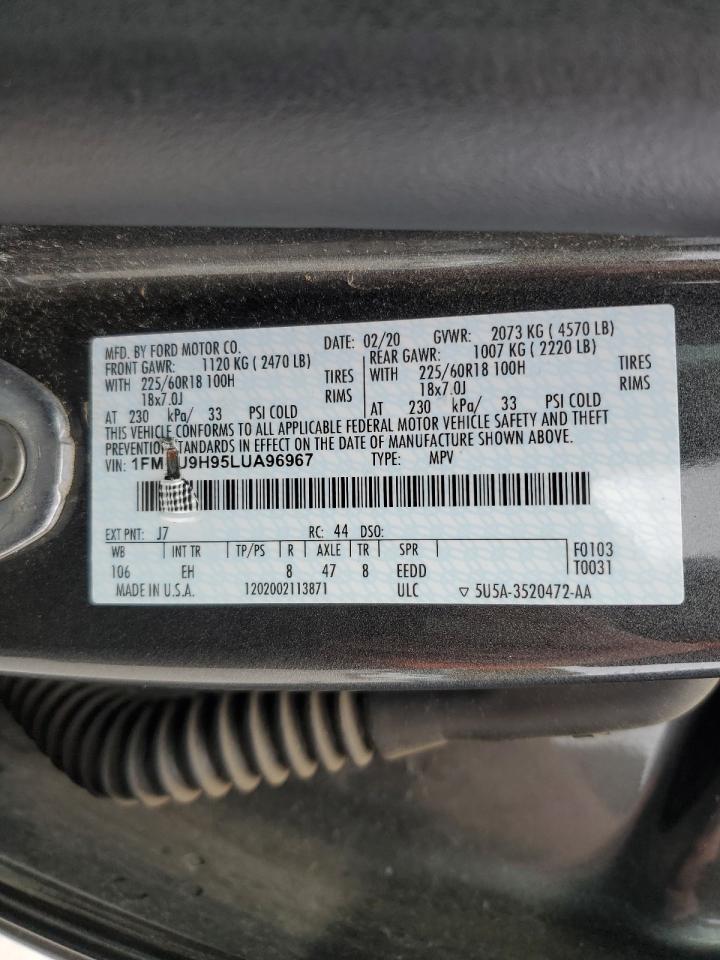 MFD. BY FORD MOTOR CO. DATE: 02/20 GVWR: 2073 KG ( 4570 LB)
FRONT GAWR: 1120 KG ( 2470 LB) REAR GAWR: 1007 KG ( 2220 LB)
WITH 225/60R18 100H TIRES WITH 225/60R18 100H TIRES
18x7.0J RIMS 18x7.0J RIMS
AT 230 kPa/ 33 PSI COLD AT 230 kPa/ 33 PSI COLD
THIS VEHICLE CONFORMS TO ALL APPLICABLE FEDERAL MOTOR VEHICLE SAFETY AND THEFT
PREVENTION STANDARDS IN EFFECT ON THE DATE OF MANUFACTURE SHOWN ABOVE.
VIN: TYPE: MPV
EXT PNT: J7 RC: 44 DSO:
WB INT TR TP/PS R AXLE TR SPR F0103
106 EH 8 47 8 EEDD T0031
MADE IN U.S.A. 1202002113871 ULC ▽ 5U5A-3520472-AA